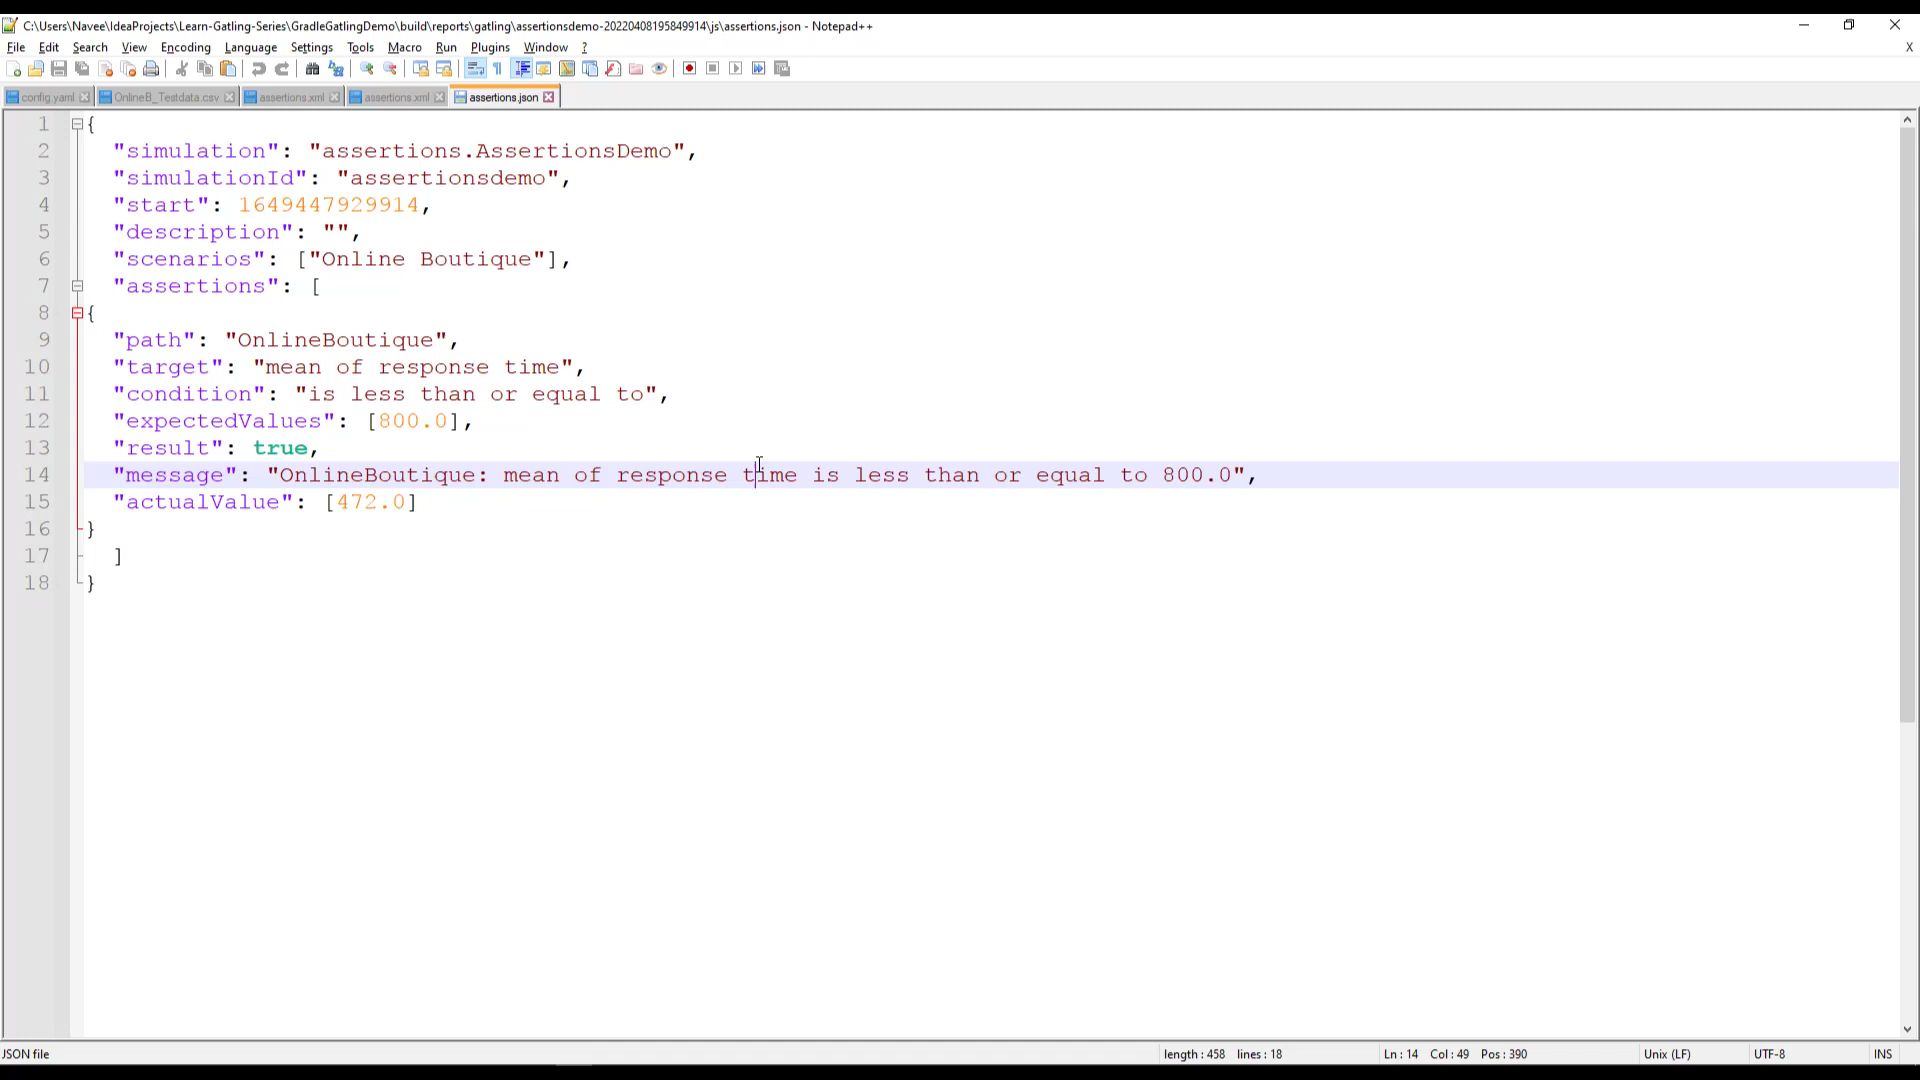 C:\Users\Navee\IdeaProjects\Learn-Gatling-Series\GradleGatlingDemo\build\reports\gatling\assertionsdemo-20220408195849914\js\assertions.json - Notepad++
File Edit Search View Encoding Language Settings Tools Macro Run Plugins Window ? X
config.yaml OnlineB_Testdata.csv assertions.xml assertions.xml assertions.json
1 {
2 "simulation": "assertions.AssertionsDemo",
3 "simulationId": "assertionsdemo",
4 "start": 1649447929914,
5 "description": "",
6 "scenarios": ["Online Boutique"],
7 "assertions": [
8 {
9 "path": "OnlineBoutique",
10 "target": "mean of response time",
11 "condition": "is less than or equal to",
12 "expectedValues": [800.0],
13 "result": true,
14 "message": "OnlineBoutique: mean of response time is less than or equal to 800.0",
15 "actualValue": [472.0]
16 }
17 ]
18 }
JSON file length : 458 lines : 18 Ln : 14 Col : 49 Pos : 390 Unix (LF) UTF-8 INS